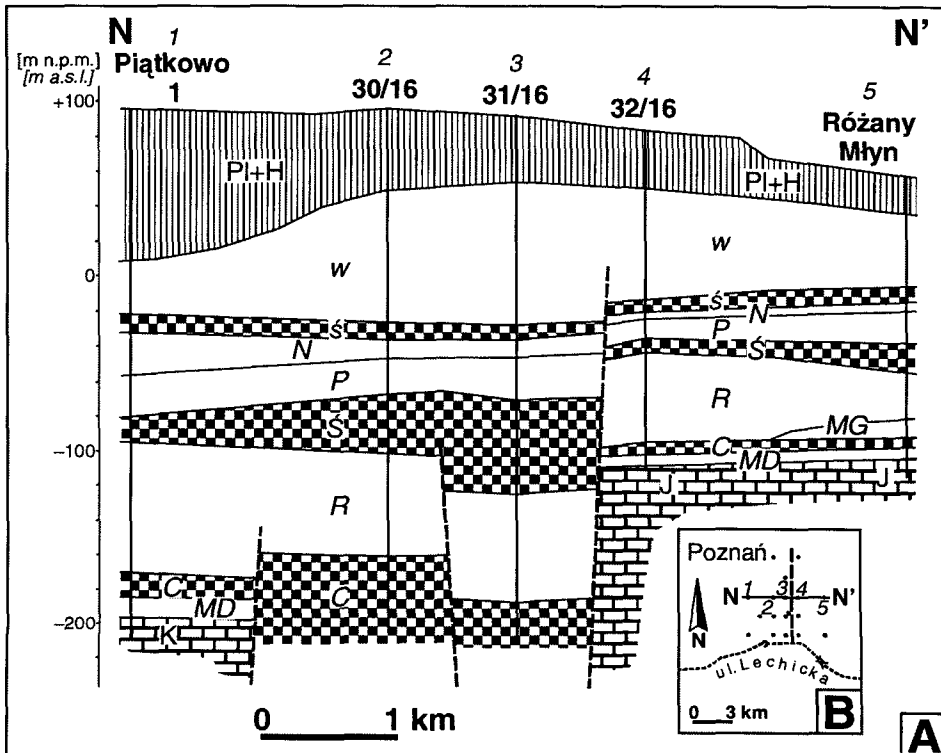 N N'
1 2 3 4 5
[m n.p.m.] Piątkowo 30/16 31/16 32/16 Różany
[m a.s.l.] 1 Młyn
+100
Pl+H Pl+H
w w
0
ś ś
N N
P P
Ś Ś
R R
MG
−100
C C
MD MD
J J
K
Ć
−200
0 1 km
Poznań
N 1 3 4 N'
2 5
N
ul. Lechicka
0 3 km
B
A